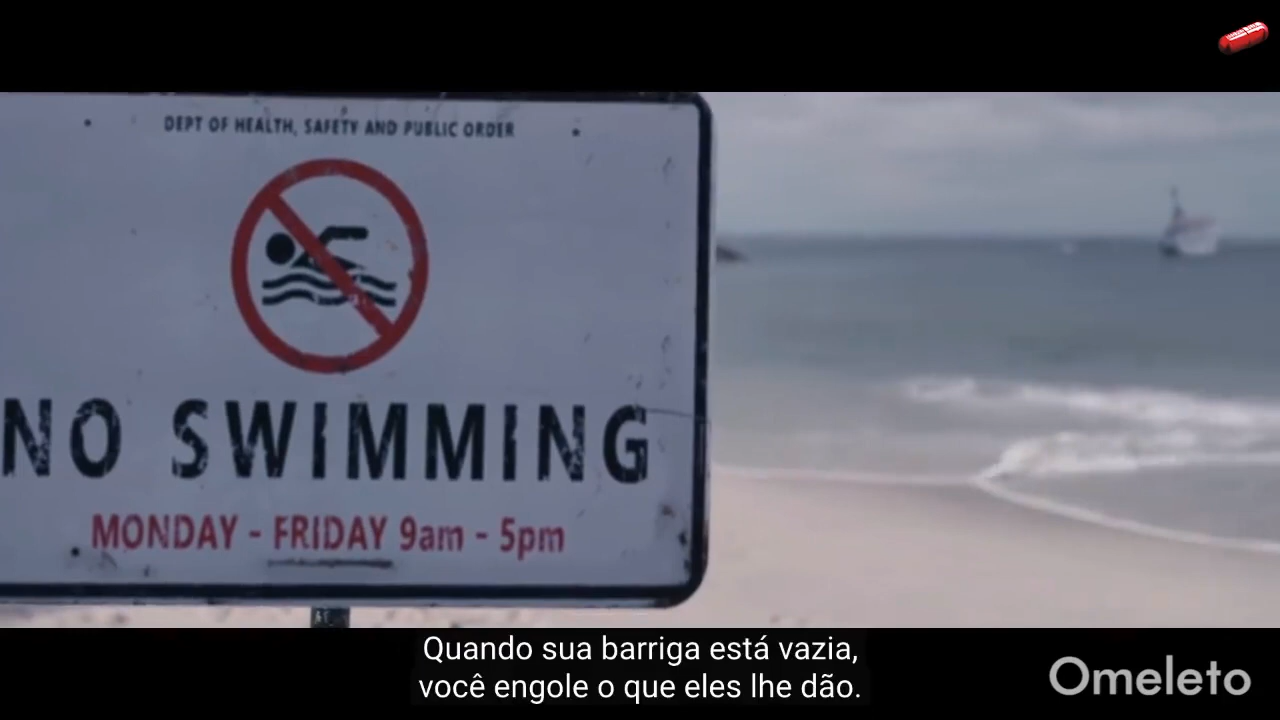 DEPT OF HEALTH, SAFETY AND PUBLIC ORDER
NO SWIMMING
MONDAY - FRIDAY 9am - 5pm
Quando sua barriga está vazia,
você engole o que eles lhe dão.
Omeleto